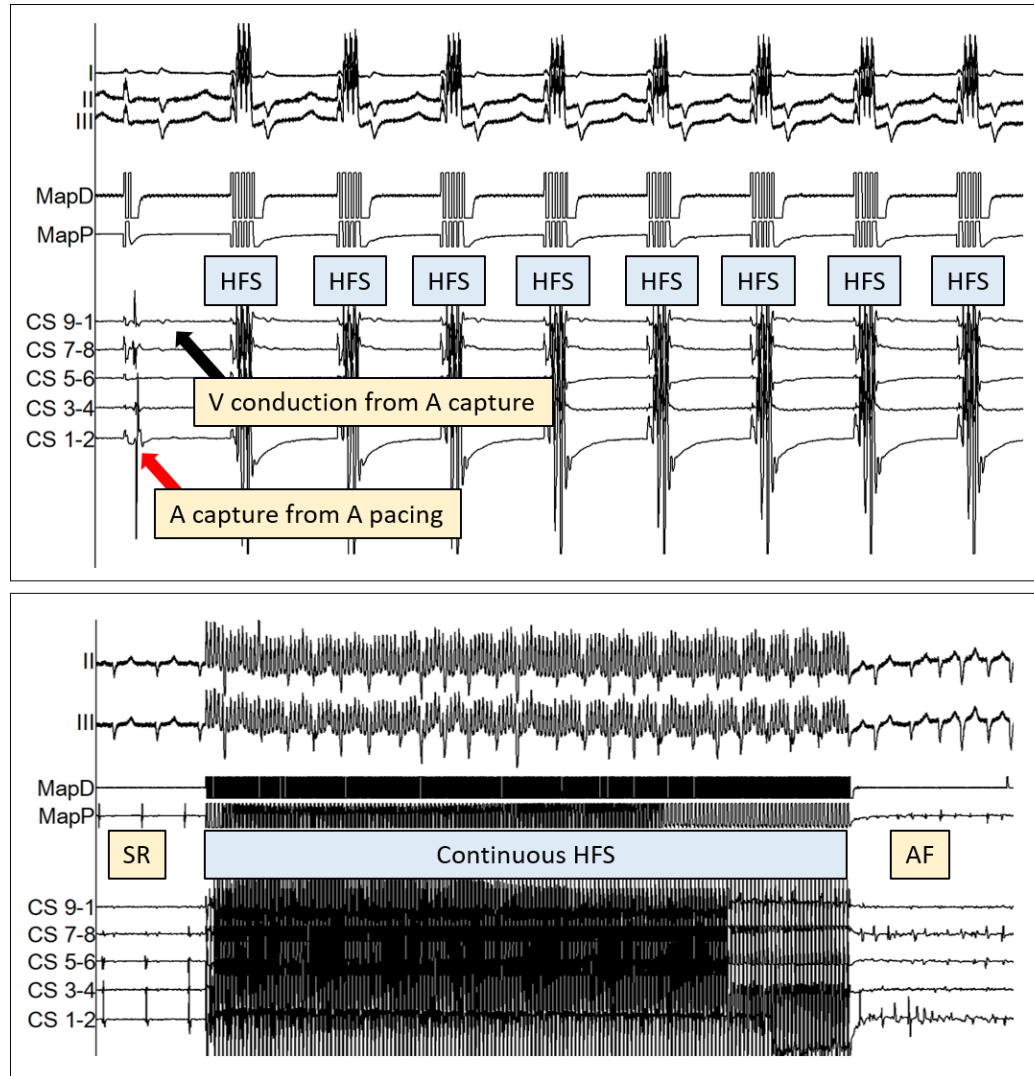 I
II
III
MapD
MapP
HFS HFS HFS HFS HFS HFS HFS HFS
CS 9-1
CS 7-8
CS 5-6
V conduction from A capture
CS 3-4
CS 1-2
A capture from A pacing
II
III
MapD
MapP
SR Continuous HFS AF
CS 9-1
CS 7-8
CS 5-6
CS 3-4
CS 1-2